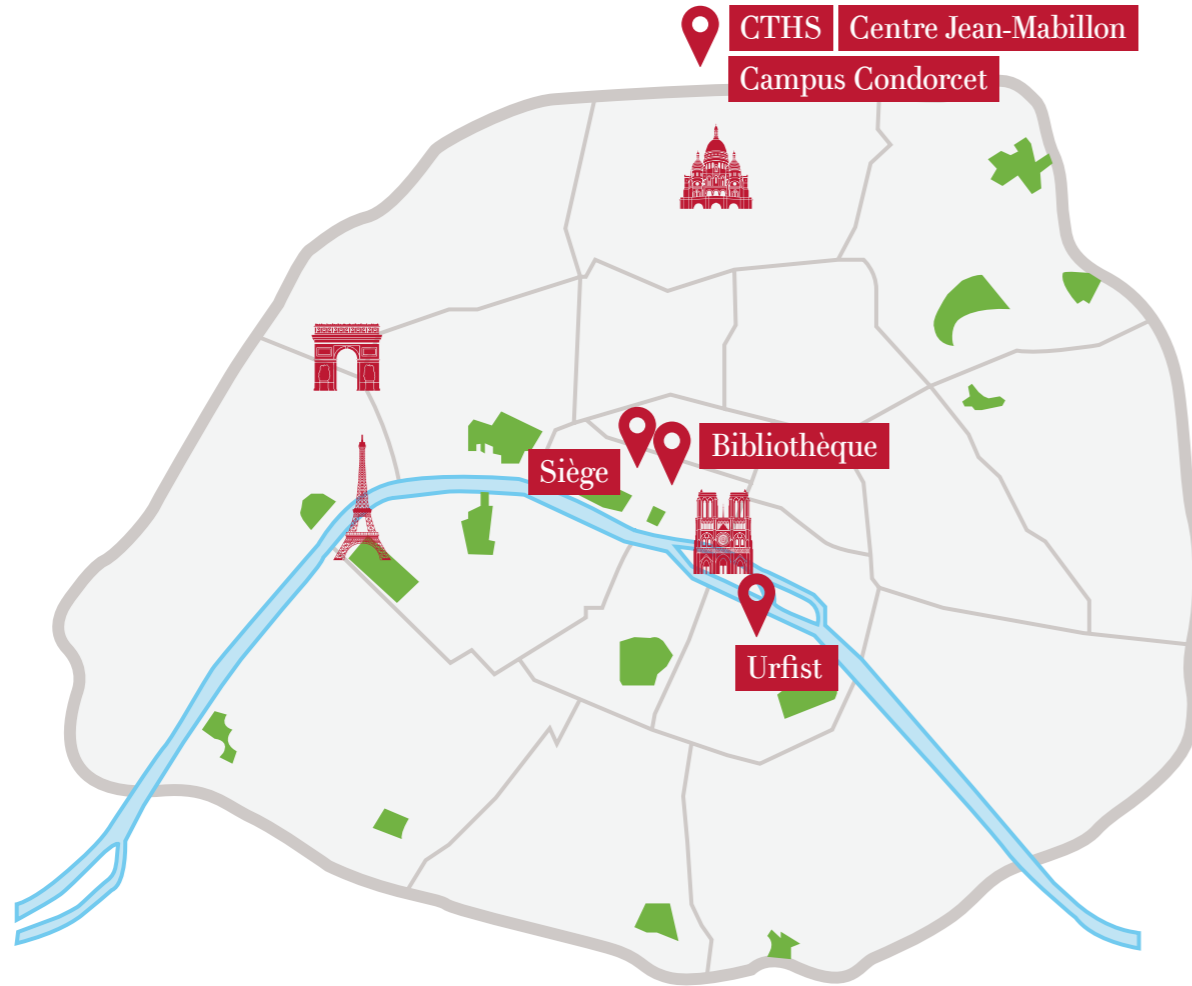 CTHS Centre Jean-Mabillon
Campus Condorcet
Bibliothèque
Siège
Urfist